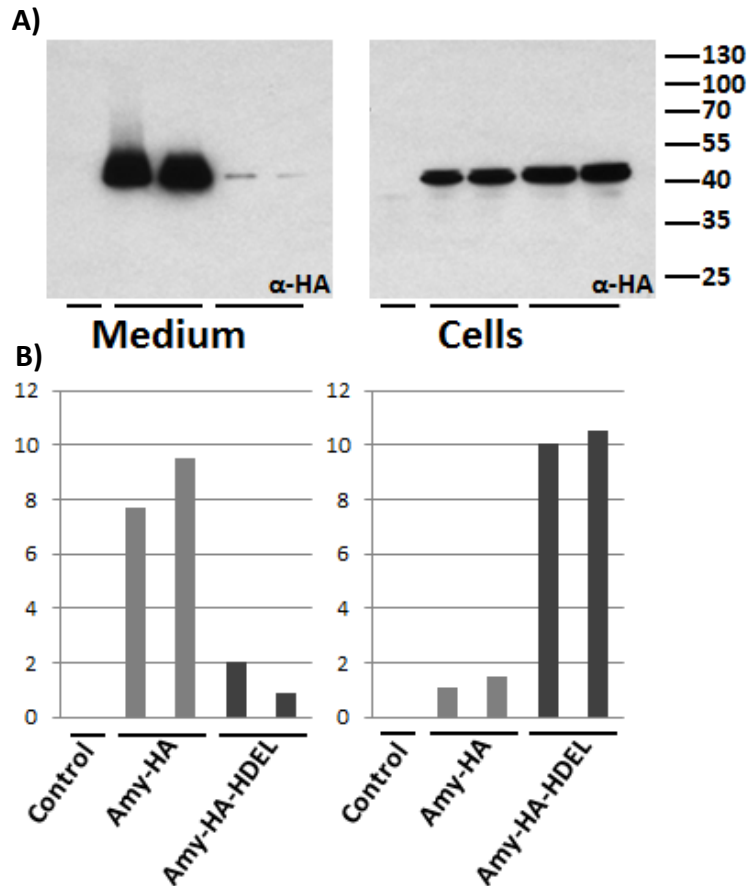 A)
130
100
70
55
40
35
25
α-HA
α-HA
Medium
Cells
B)
12
10
8
6
4
2
0
Control
Amy-HA
Amy-HA-HDEL
12
10
8
6
4
2
0
Control
Amy-HA
Amy-HA-HDEL